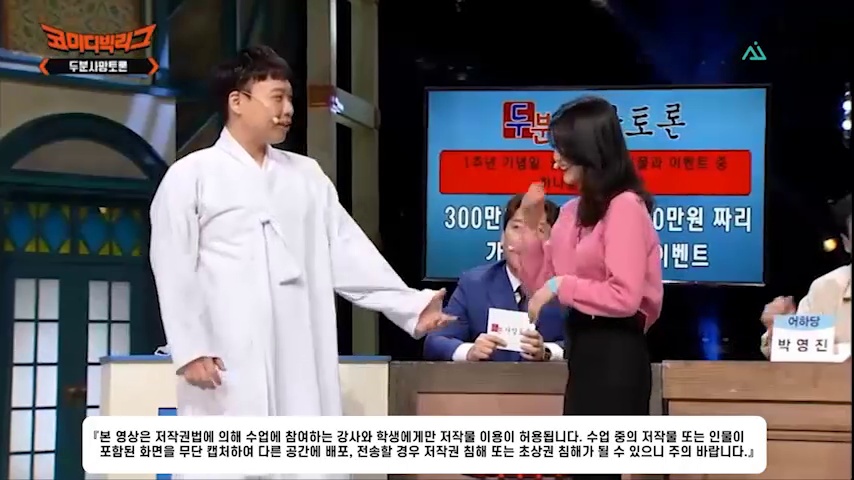 코미디빅리그
두분사망토론
두분 토론
1주년 기념일 이벤트 중
300만 0만원 짜리
이벤트
어하당
박영진
『본 영상은 저작권법에 의해 수업에 참여하는 강사와 학생에게만 저작물 이용이 허용됩니다. 수업 중의 저작물 또는 인물이
포함된 화면을 무단 캡처하여 다른 공간에 배포, 전송할 경우 저작권 침해 또는 초상권 침해가 될 수 있으니 주의 바랍니다.』